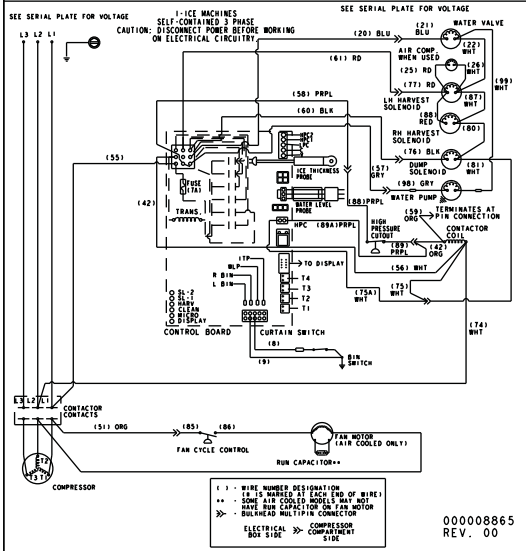 SEE SERIAL PLATE FOR VOLTAGE
L3 L2 L1
I-ICE MACHINES
SELF-CONTAINED 3 PHASE
CAUTION: DISCONNECT POWER BEFORE WORKING
ON ELECTRICAL CIRCUITRY.
SEE SERIAL PLATE FOR VOLTAGE
(20) BLU
(21)
BLU
WATER VALVE
(22)
WHT
(61) RD
AIR COMP.
WHEN USED
(25) RD
(26)
WHT
(99)
WHT
(77) RD
(87)
WHT
LH HARVEST
SOLENOID
(88)
RED
(80)
RH HARVEST
SOLENOID
(58) PRPL
(60) BLK
(76) BLK
DUMP
SOLENOID
(81)
WHT
(57)
GRY
(98) GRY
WATER PUMP
(55)
(42)
FUSE
(7A)
TRANS.
HPC2
HPC1
LPC
ICE THICKNESS
PROBE
WATER LEVEL
PROBE
HPC
(88)PRPL
(89A)PRPL
HIGH
PRESSURE
CUTOUT
(59)
ORG
TERMINATES AT
PIN CONNECTION
CONTACTOR
COIL
(89)
PRPL
(42)
ORG
(56) WHT
(75)
WHT
(75A)
WHT
(74)
WHT
TO DISPLAY
T4
T3
T2
T1
ITP
WLP
R BIN
L BIN
SL-2
SL-1
HARV
CLEAN
MICRO
DISPLAY
CONTROL BOARD
CURTAIN SWITCH
(8)
(9)
BIN
SWITCH
L3 L2 L1
CONTACTOR
CONTACTS
(51) ORG
(85)
(86)
FAN CYCLE CONTROL
FAN MOTOR
(AIR COOLED ONLY)
RUN CAPACITOR**
T2
T3 T1
COMPRESSOR
( ) - WIRE NUMBER DESIGNATION
(# IS MARKED AT EACH END OF WIRE)
** - SOME AIR COOLED MODELS MAY NOT
HAVE RUN CAPACITOR ON FAN MOTOR
>>- - BULKHEAD MULTIPIN CONNECTOR
ELECTRICAL >>- COMPRESSOR
BOX SIDE COMPARTMENT
SIDE
000008865
REV. 00